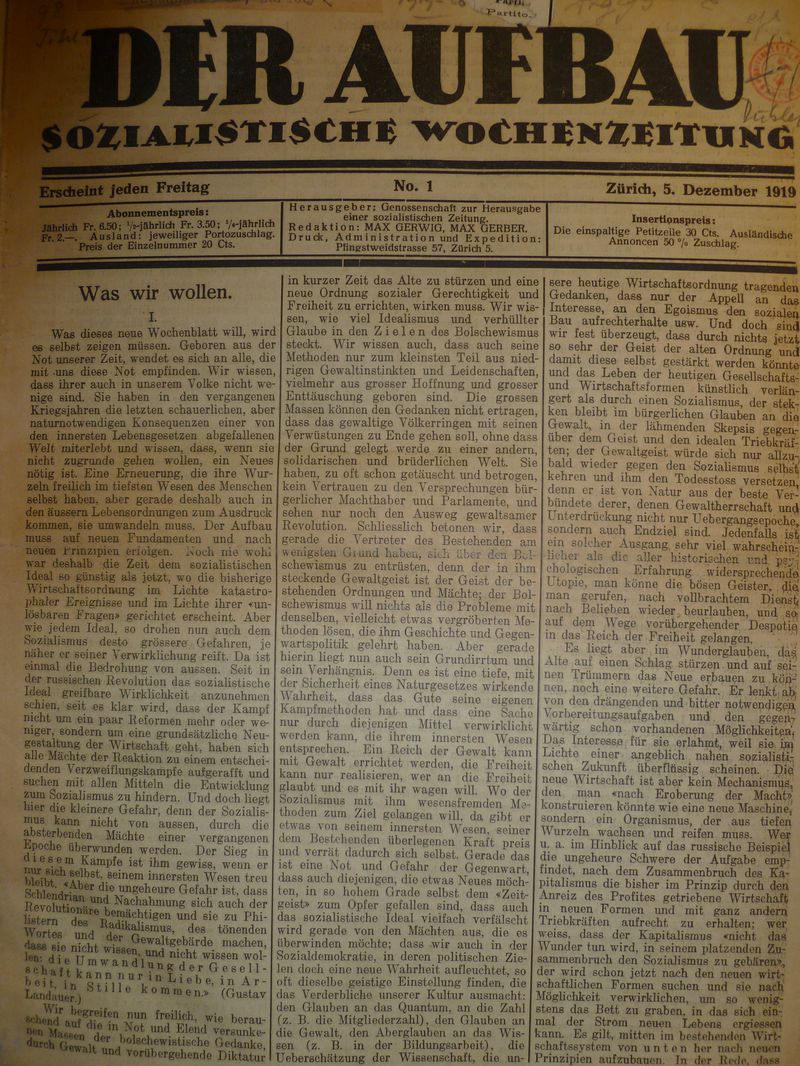 Partito.
DER AUFBAU
SOZIALISTISCHE WOCHENZEITUNG
Erscheint jeden Freitag
No. 1
Zürich, 5. Dezember 1919
Abonnementspreis:
Jährlich Fr. 6.50; 1/2-jährlich Fr. 3.50; 1/4-jährlich
Fr. 2.—. Ausland: jeweiliger Portozuschlag.
Preis der Einzelnummer 20 Cts.
Herausgeber: Genossenschaft zur Herausgabe
einer sozialistischen Zeitung.
Redaktion: MAX GERWIG, MAX GERBER.
Druck, Administration und Expedition:
Pfingstweidstrasse 57, Zürich 5.
Insertionspreis:
Die einspaltige Petitzeile 30 Cts. Ausländische
Annoncen 50 % Zuschlag.
Was wir wollen.
I.
Was dieses neue Wochenblatt will, wird
es selbst zeigen müssen. Geboren aus der
Not unserer Zeit, wendet es sich an alle, die
mit uns diese Not empfinden. Wir wissen,
dass ihrer auch in unserem Volke nicht we-
nige sind. Sie haben in den vergangenen
Kriegsjahren die letzten schauerlichen, aber
naturnotwendigen Konsequenzen einer von
den innersten Lebensgesetzen abgefallenen
Welt miterlebt und wissen, dass, wenn sie
nicht zugrunde gehen wollen, ein Neues
nötig ist. Eine Erneuerung, die ihre Wur-
zeln freilich im tiefsten Wesen des Menschen
selbst haben, aber gerade deshalb auch in
den äussern Lebensordnungen zum Ausdruck
kommen, sie umwandeln muss. Der Aufbau
muss auf neuen Fundamenten und nach
neuen Prinzipien erfolgen. Noch nie wohl
war deshalb die Zeit dem sozialistischen
Ideal so günstig als jetzt, wo die bisherige
Wirtschaftsordnung im Lichte katastro-
phaler Ereignisse und im Lichte ihrer «un-
lösbaren Fragen» gerichtet erscheint. Aber
wie jedem Ideal, so drohen nun auch dem
Sozialismus desto grössere Gefahren, je
näher er seiner Verwirklichung reift. Da ist
einmal die Bedrohung von aussen. Seit in
der russischen Revolution das sozialistische
Ideal greifbare Wirklichkeit anzunehmen
schien, seit es klar wird, dass der Kampf
nicht um ein paar Reformen mehr oder we-
niger, sondern um eine grundsätzliche Neu-
gestaltung der Wirtschaft geht, haben sich
alle Mächte der Reaktion zu einem entschei-
denden Verzweiflungskampfe aufgerafft und
suchen mit allen Mitteln die Entwicklung
zum Sozialismus zu hindern. Und doch liegt
hier die kleinere Gefahr, denn der Sozialis-
mus kann nicht von aussen, durch die
absterbenden Mächte einer vergangenen
Epoche überwunden werden. Der Sieg in
diesem Kampfe ist ihm gewiss, wenn er
nur sich selbst, seinem innersten Wesen treu
bleibt. «Aber die ungeheure Gefahr ist, dass
Schlendrian und Nachahmung sich auch der
Revolutionäre bemächtigen und sie zu Phi-
listern des Radikalismus, des tönenden
Wortes und der Gewaltgebärde machen,
dass sie nicht wissen, und nicht wissen wol-
len: die Umwandlung der Gesell-
schaft kann nur in Liebe, in Ar-
beit, in Stille kommen.» (Gustav
Landauer.)
Wir begreifen nun freilich, wie berau-
schend auf die in Not und Elend versunke-
nen Massen der bolschewistische Gedanke,
durch Gewalt und vorübergehende Diktatur
in kurzer Zeit das Alte zu stürzen und eine
neue Ordnung sozialer Gerechtigkeit und
Freiheit zu errichten, wirken muss. Wir wis-
sen, wie viel Idealismus und verhüllter
Glaube in den Zielen des Bolschewismus
steckt. Wir wissen auch, dass auch seine
Methoden nur zum kleinsten Teil aus nied-
rigen Gewaltinstinkten und Leidenschaften,
vielmehr aus grosser Hoffnung und grosser
Enttäuschung geboren sind. Die grossen
Massen können den Gedanken nicht ertragen,
dass das gewaltige Völkerringen mit seinen
Verwüstungen zu Ende gehen soll, ohne dass
der Grund gelegt werde zu einer andern,
solidarischen und brüderlichen Welt. Sie
haben, zu oft schon getäuscht und betrogen,
kein Vertrauen zu den Versprechungen bür-
gerlicher Machthaber und Parlamente, und
sehen nur noch den Ausweg gewaltsamer
Revolution. Schliesslich betonen wir, dass
gerade die Vertreter des Bestehenden am
wenigsten Grund haben, sich über den Bol-
schewismus zu entrüsten, denn der in ihm
steckende Gewaltgeist ist der Geist der be-
stehenden Ordnungen und Mächte; der Bol-
schewismus will nichts als die Probleme mit
denselben, vielleicht etwas vergröberten Me-
thoden lösen, die ihm Geschichte und Gegen-
wartspolitik gelehrt haben. Aber gerade
hierin liegt nun auch sein Grundirrtum und
sein Verhängnis. Denn es ist eine tiefe, mit
der Sicherheit eines Naturgesetzes wirkende
Wahrheit, dass das Gute seine eigenen
Kampfmethoden hat und dass eine Sache
nur durch diejenigen Mittel verwirklicht
werden kann, die ihrem innersten Wesen
entsprechen. Ein Reich der Gewalt kann
mit Gewalt errichtet werden, die Freiheit
kann nur realisieren, wer an die Freiheit
glaubt und es mit ihr wagen will. Wo der
Sozialismus mit ihm wesensfremden Me-
thoden zum Ziel gelangen will, da gibt er
etwas von seinem innersten Wesen, seiner
dem Bestehenden überlegenen Kraft preis
und verrät dadurch sich selbst. Gerade das
ist eine Not und Gefahr der Gegenwart,
dass auch diejenigen, die etwas Neues möch-
ten, in so hohem Grade selbst dem «Zeit-
geist» zum Opfer gefallen sind, dass auch
das sozialistische Ideal vielfach verfälscht
wird gerade von den Mächten aus, die es
überwinden möchte; dass wir auch in der
Sozialdemokratie, in deren politischen Zie-
len doch eine neue Wahrheit aufleuchtet, so
oft dieselbe geistige Einstellung finden, die
das Verderbliche unserer Kultur ausmacht:
den Glauben an das Quantum, an die Zahl
(z. B. die Mitgliederzahl), den Glauben an
die Gewalt, den Aberglauben an das Wis-
sen (z. B. in der Bildungsarbeit), die
Ueberschätzung der Wissenschaft, die un-
sere heutige Wirtschaftsordnung tragenden
Gedanken, dass nur der Appell an das
Interesse, an den Egoismus den sozialen
Bau aufrechterhalte usw. Und doch sind
wir fest überzeugt, dass durch nichts jetzt
so sehr der Geist der alten Ordnung und
damit diese selbst gestärkt werden könnte
und das Leben der heutigen Gesellschafts-
und Wirtschaftsformen künstlich verlän-
gert als durch einen Sozialismus, der stek-
ken bleibt im bürgerlichen Glauben an die
Gewalt, in der lähmenden Skepsis gegen-
über dem Geist und den idealen Triebkräf-
ten; der Gewaltgeist würde sich nur allzu-
bald wieder gegen den Sozialismus selbst
kehren und ihm den Todesstoss versetzen,
denn er ist von Natur aus der beste Ver-
bündete derer, denen Gewaltherrschaft und
Unterdrückung nicht nur Uebergangsepoche,
sondern auch Endziel sind. Jedenfalls ist
ein solcher Ausgang sehr viel wahrschein-
licher als die aller historischen und psy-
chologischen Erfahrung widersprechende
Utopie, man könne die bösen Geister, die
man gerufen, nach vollbrachtem Dienst
nach Belieben wieder beurlauben, und so
auf dem Wege vorübergehender Despotie
in das Reich der Freiheit gelangen.
Es liegt aber im Wunderglauben, das
Alte auf einen Schlag stürzen und auf sei-
nen Trümmern das Neue erbauen zu kön-
nen, noch eine weitere Gefahr. Er lenkt ab
von den drängenden und bitter notwendigen
Vorbereitungsaufgaben und den gegen-
wärtig schon vorhandenen Möglichkeiten.
Das Interesse für sie erlahmt, weil sie im
Lichte einer angeblich nahen sozialisti-
schen Zukunft überflüssig scheinen. Die
neue Wirtschaft ist aber kein Mechanismus,
den man «nach Eroberung der Macht»
konstruieren könnte wie eine neue Maschine,
sondern ein Organismus, der aus tiefen
Wurzeln wachsen und reifen muss. Wer
u. a. im Hinblick auf das russische Beispiel
die ungeheure Schwere der Aufgabe emp-
findet, nach dem Zusammenbruch des Ka-
pitalismus die bisher im Prinzip durch den
Anreiz des Profites getriebene Wirtschaft
in neuen Formen und mit ganz andern
Triebkräften aufrecht zu erhalten; wer
weiss, dass der Kapitalismus «nicht das
Wunder tun wird, in seinem platzenden Zu-
sammenbruch den Sozialismus zu gebären»,
der wird schon jetzt nach den neuen wirt-
schaftlichen Formen suchen und sie nach
Möglichkeit verwirklichen, um so wenig-
stens das Bett zu graben, in das sich ein-
mal der Strom neuen Lebens ergiessen
kann. Es gilt, mitten im bestehenden Wirt-
schaftssystem von unten her nach neuen
Prinzipien aufzubauen. In der Rede, dass